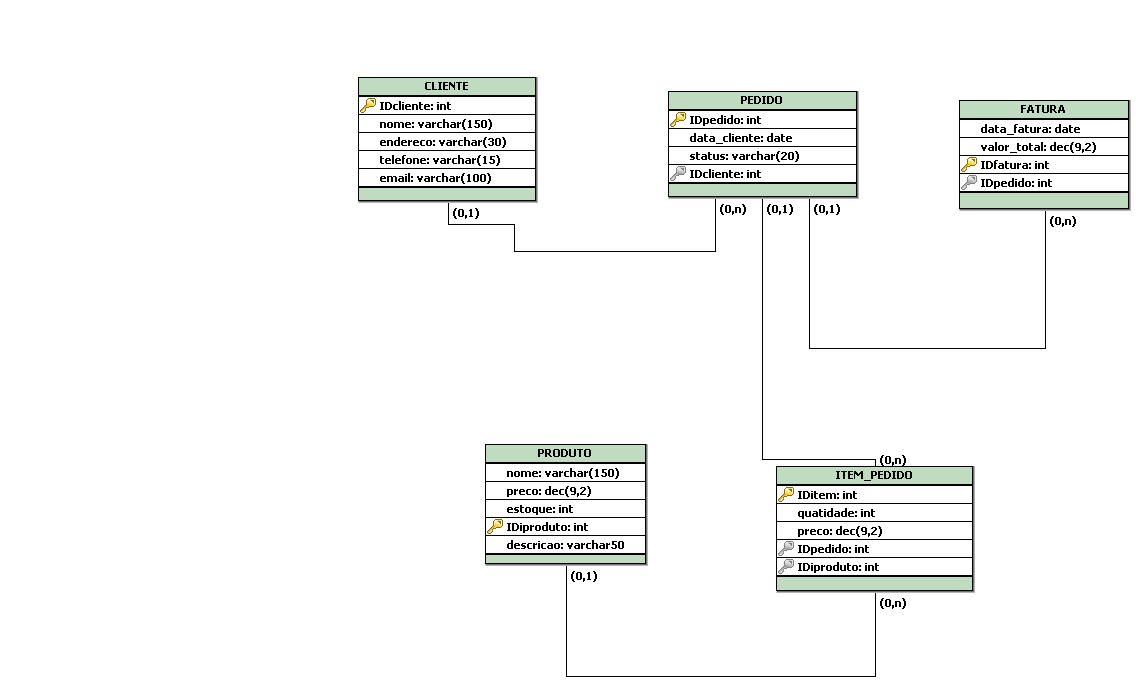 CLIENTE
IDcliente: int
nome: varchar(150)
endereco: varchar(30)
telefone: varchar(15)
email: varchar(100)
(0,1)
PEDIDO
IDpedido: int
data_cliente: date
status: varchar(20)
IDcliente: int
(0,n)
(0,1)
(0,1)
FATURA
data_fatura: date
valor_total: dec(9,2)
IDfatura: int
IDpedido: int
(0,n)
PRODUTO
nome: varchar(150)
preco: dec(9,2)
estoque: int
IDiproduto: int
descricao: varchar50
(0,1)
(0,n)
ITEM_PEDIDO
IDitem: int
quatidade: int
preco: dec(9,2)
IDpedido: int
IDiproduto: int
(0,n)